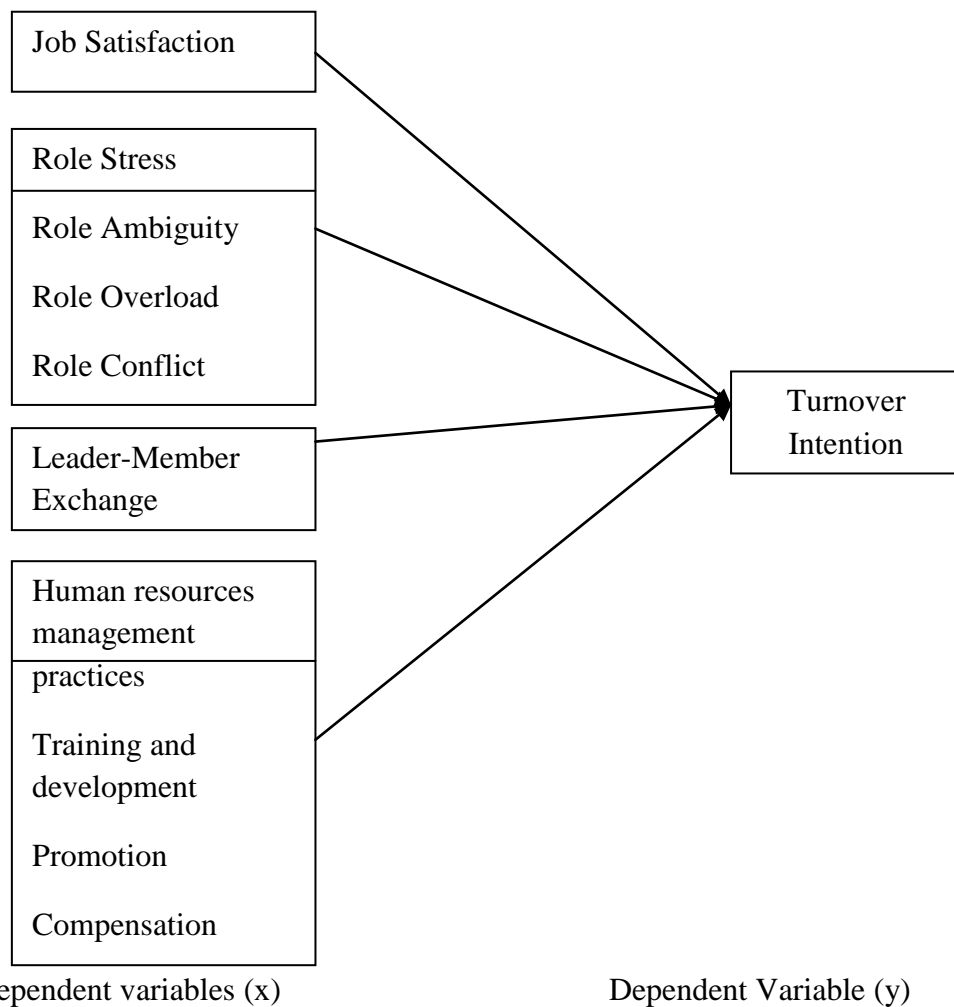 Job Satisfaction
Role Stress
Role Ambiguity
Role Overload
Role Conflict
Leader-Member
Exchange
Human resources
management
practices
Training and
development
Promotion
Compensation
Turnover
Intention
ependent variables (x)
Dependent Variable (y)